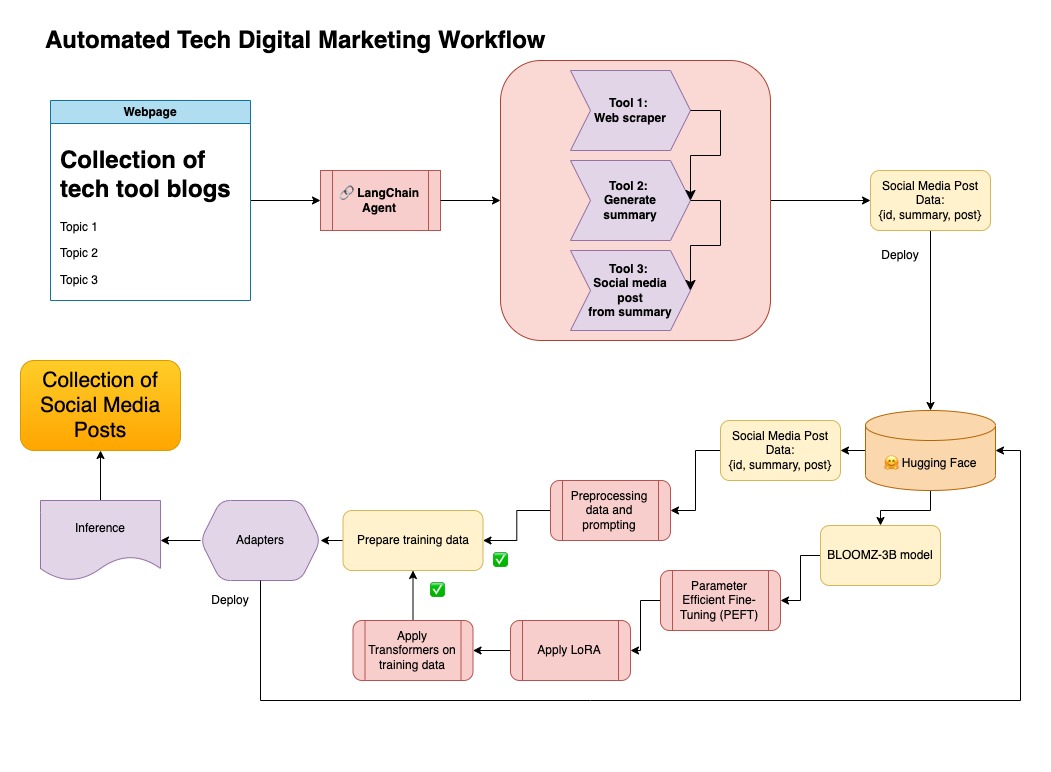 Automated Tech Digital Marketing Workflow
Webpage
Collection of
tech tool blogs
Topic 1
Topic 2
Topic 3
🔗 LangChain
Agent
Tool 1:
Web scraper
Tool 2:
Generate
summary
Tool 3:
Social media
post
from summary
Social Media Post
Data:
{id, summary, post}
Deploy
🤗 Hugging Face
Social Media Post
Data:
{id, summary, post}
Preprocessing
data and
prompting
BLOOMZ-3B model
Parameter
Efficient Fine-
Tuning (PEFT)
Apply LoRA
Apply
Transformers on
training data
Prepare training data
Adapters
Deploy
Inference
Collection of
Social Media
Posts